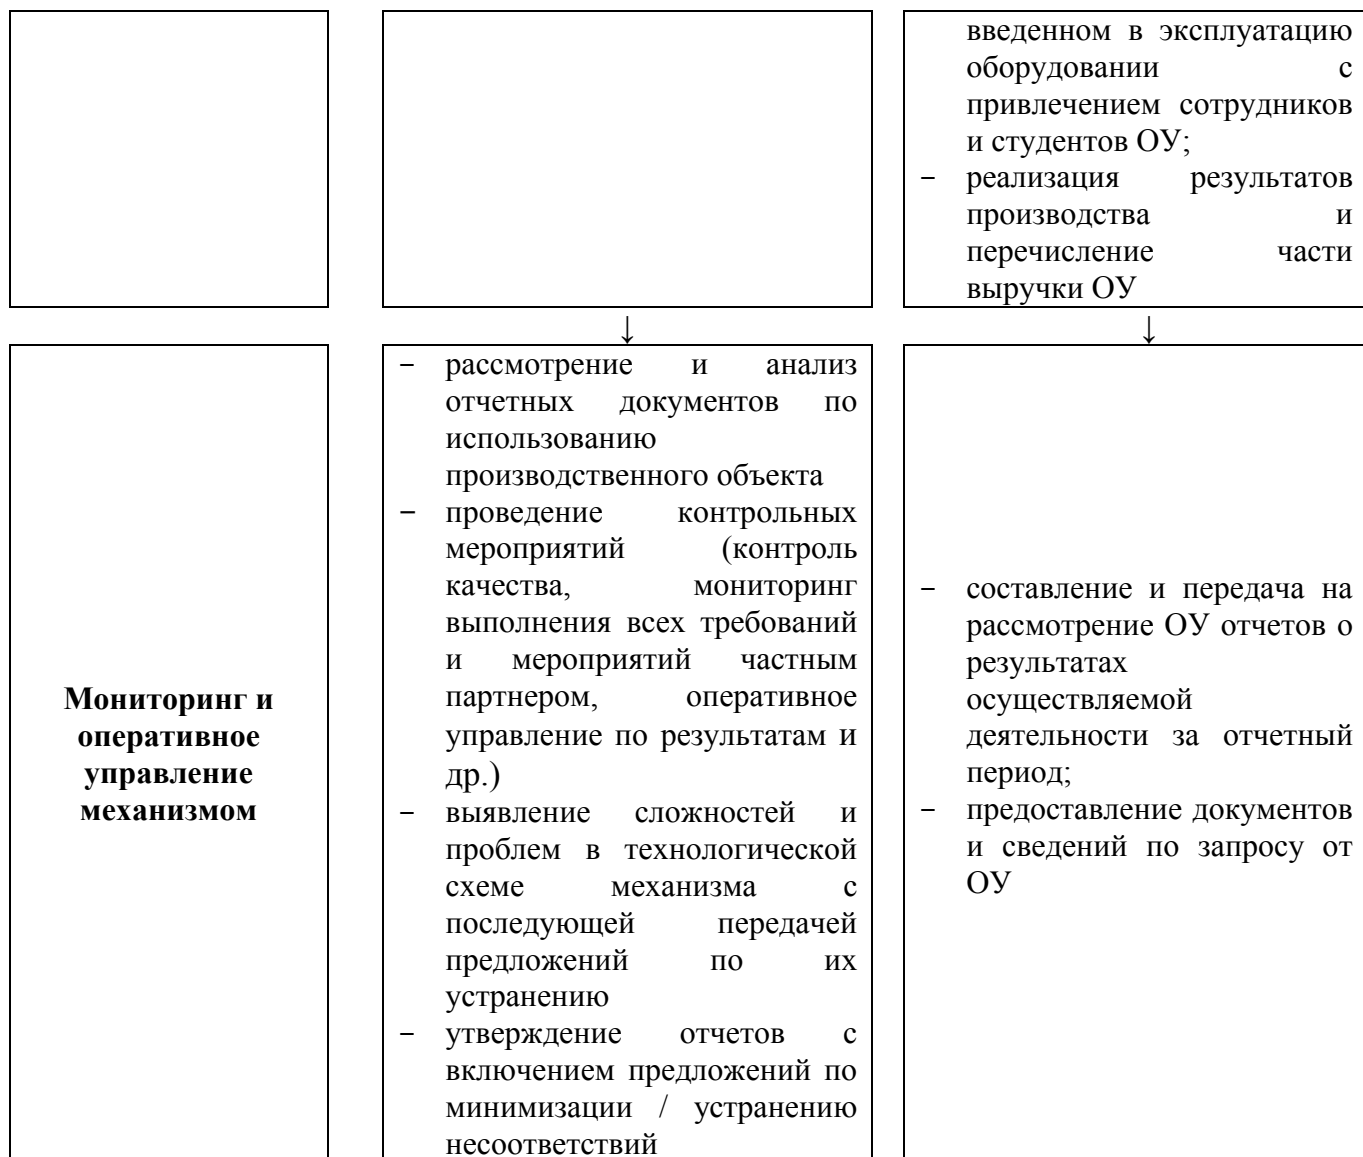 введенном в эксплуатацию
оборудовании с
привлечением сотрудников
и студентов ОУ;
– реализация результатов
производства и
перечисление части
выручки ОУ
↓ ↓
Мониторинг и
оперативное
управление
механизмом
– рассмотрение и анализ
отчетных документов по
использованию
производственного объекта
– проведение контрольных
мероприятий (контроль
качества, мониторинг
выполнения всех требований
и мероприятий частным
партнером, оперативное
управление по результатам и
др.)
– выявление сложностей и
проблем в технологической
схеме механизма с
последующей передачей
предложений по их
устранению
– утверждение отчетов с
включением предложений по
минимизации / устранению
несоответствий
– составление и передача на
рассмотрение ОУ отчетов о
результатах
осуществляемой
деятельности за отчетный
период;
– предоставление документов
и сведений по запросу от
ОУ